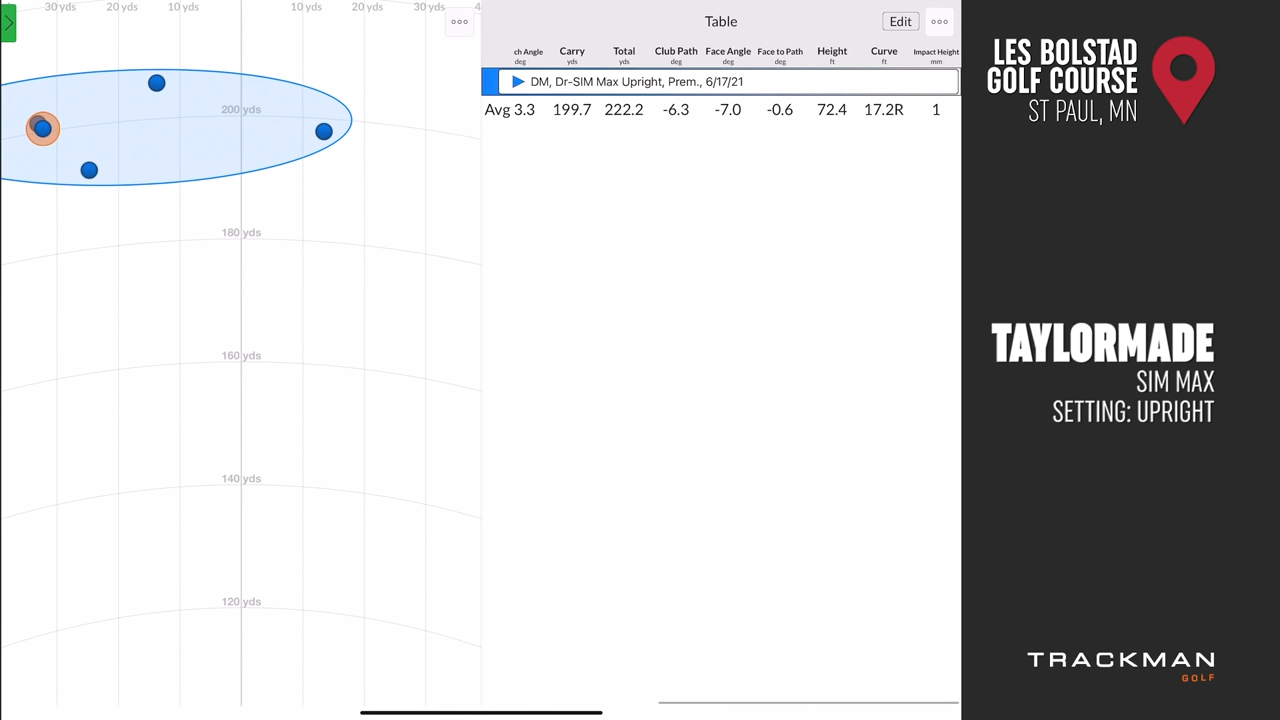 30 yds 20 yds 10 yds 10 yds 20 yds 30 yds 4
200 yds
180 yds
160 yds
140 yds
120 yds
Table
Edit
ch Angle Carry Total Club Path Face Angle Face to Path Height Curve Impact Height
deg yds yds deg deg deg ft ft mm
DM, Dr-SIM Max Upright, Prem., 6/17/21
Avg 3.3 199.7 222.2 -6.3 -7.0 -0.6 72.4 17.2R 1
LES BOLSTAD
GOLF COURSE
ST PAUL, MN
TAYLORMADE
SIM MAX
SETTING: UPRIGHT
TRACKMAN
GOLF